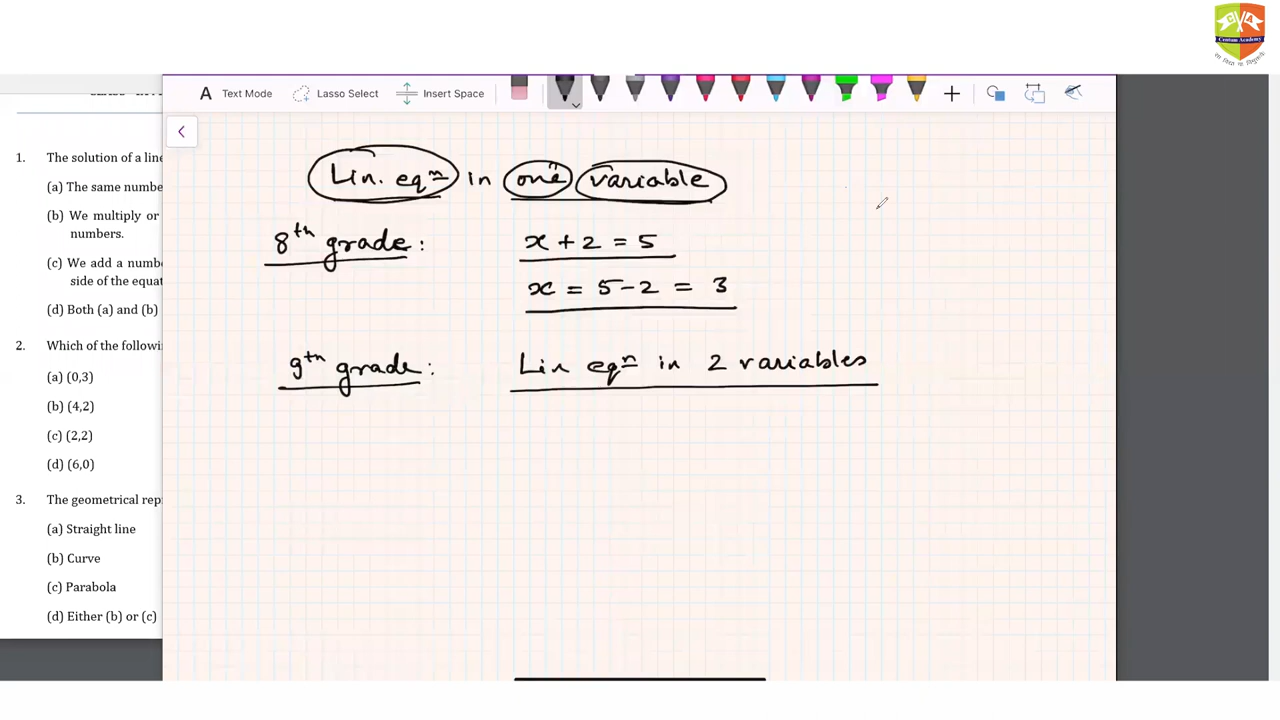 Centum Academy
Text Mode
Lasso Select
Insert Space
1. The solution of a line
(a) The same numbe
(b) We multiply or
numbers.
(c) We add a numb
side of the equat
(d) Both (a) and (b)
2. Which of the followi
(a) (0,3)
(b) (4,2)
(c) (2,2)
(d) (6,0)
3. The geometrical rep
(a) Straight line
(b) Curve
(c) Parabola
(d) Either (b) or (c)
Lin. eqn in one variable
8th grade: x + 2 = 5
x = 5 - 2 = 3
9th grade: Lin eqn in 2 variables